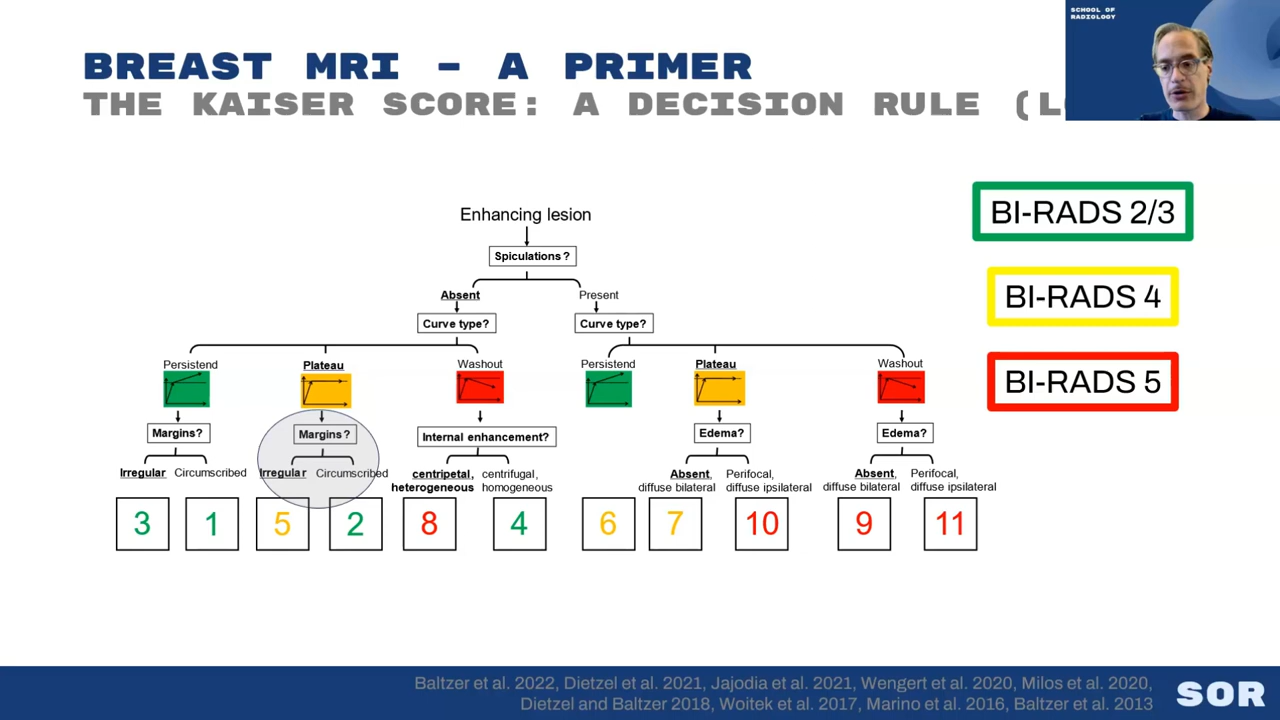 SCHOOL OF
RADIOLOGY
BREAST MRI – A PRIMER
THE KAISER SCORE: A DECISION RULE
Enhancing lesion
Spiculations ?
Absent
Present
Curve type?
Curve type?
Persistend
Plateau
Washout
Persistend
Plateau
Washout
Margins?
Margins?
Internal enhancement?
Edema?
Edema?
Irregular
Circumscribed
Irregular
Circumscribed
centripetal,
heterogeneous
centrifugal,
homogeneous
Absent,
diffuse bilateral
Perifocal,
diffuse ipsilateral
Absent,
diffuse bilateral
Perifocal,
diffuse ipsilateral
3
1
5
2
8
4
6
7
10
9
11
BI-RADS 2/3
BI-RADS 4
BI-RADS 5
Baltzer et al. 2022, Dietzel et al. 2021, Jajodia et al. 2021, Wengert et al. 2020, Milos et al. 2020,
Dietzel and Baltzer 2018, Woitek et al. 2017, Marino et al. 2016, Baltzer et al. 2013
SOR